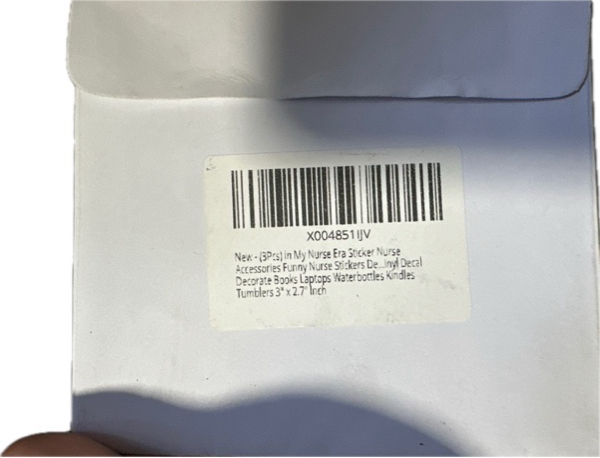 X004851IJV
New - (3Pcs) In My Nurse Era Sticker Nurse
Accessories Funny Nurse Stickers De...inyl Decal
Decorate Books Laptops Waterbottles Kindles
Tumblers 3" x 2.7" Inch